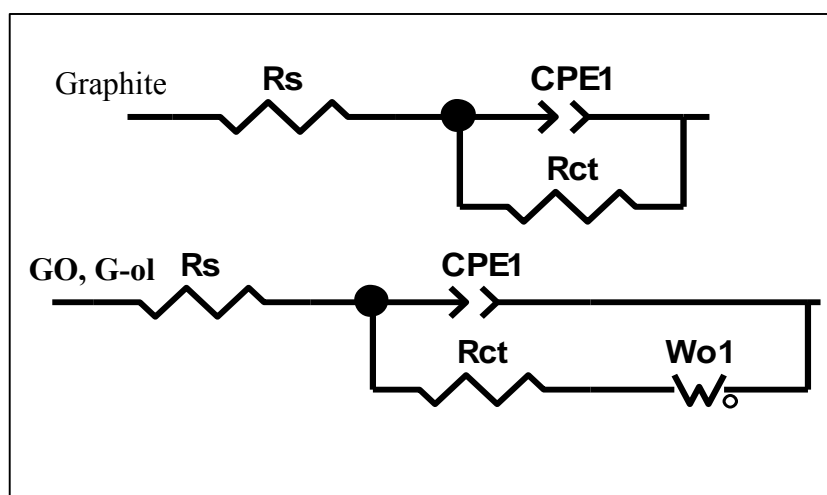 Graphite
Rs
CPE1
Rct
GO, G-ol
Rs
CPE1
Rct
Wo1